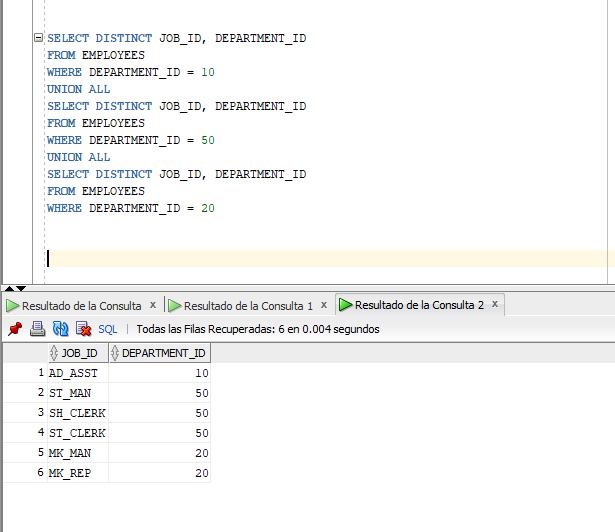 SELECT DISTINCT JOB_ID, DEPARTMENT_ID
FROM EMPLOYEES
WHERE DEPARTMENT_ID = 10
UNION ALL
SELECT DISTINCT JOB_ID, DEPARTMENT_ID
FROM EMPLOYEES
WHERE DEPARTMENT_ID = 50
UNION ALL
SELECT DISTINCT JOB_ID, DEPARTMENT_ID
FROM EMPLOYEES
WHERE DEPARTMENT_ID = 20
Resultado de la Consulta x Resultado de la Consulta 1 x Resultado de la Consulta 2 x
SQL | Todas las Filas Recuperadas: 6 en 0.004 segundos
JOB_ID DEPARTMENT_ID
1 AD_ASST 10
2 ST_MAN 50
3 SH_CLERK 50
4 ST_CLERK 50
5 MK_MAN 20
6 MK_REP 20